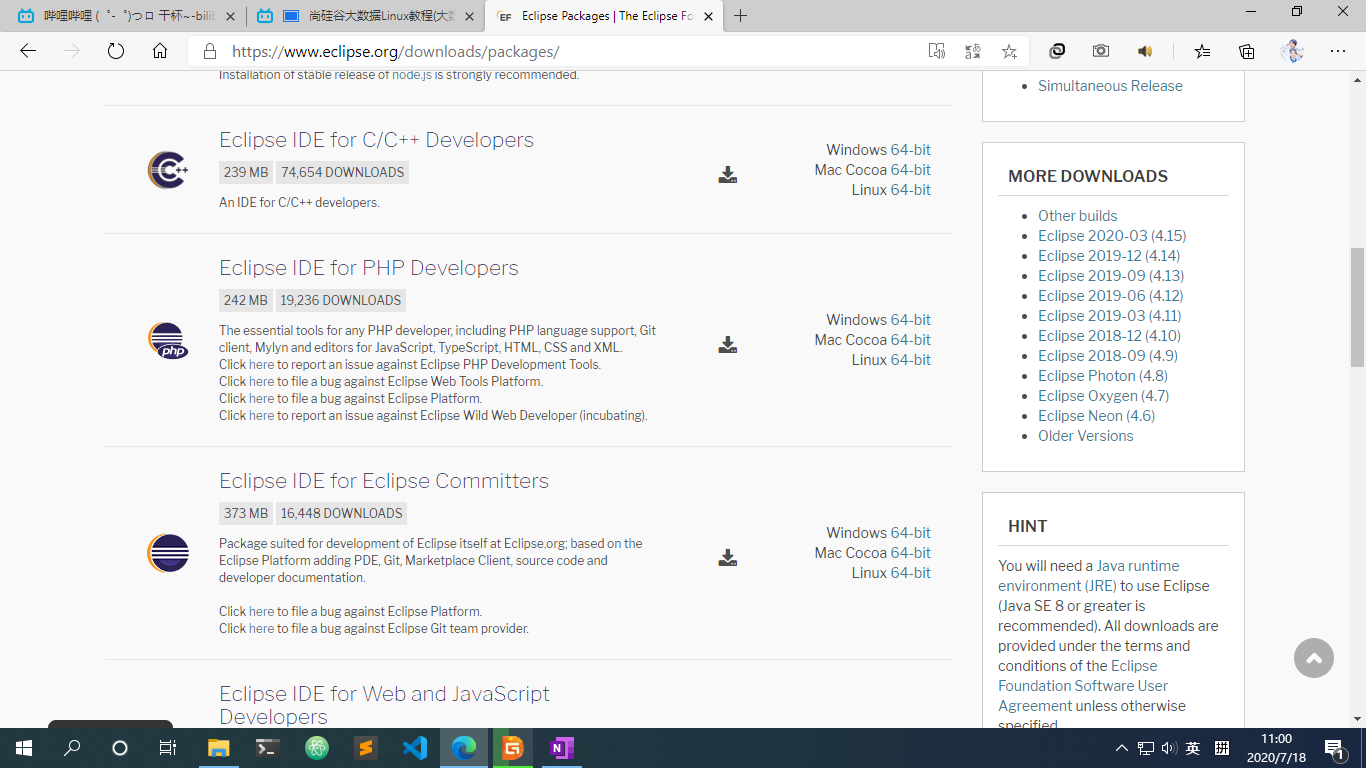 哔哩哔哩 (゜-゜)つロ 干杯~-bilib
尚硅谷大数据Linux教程(大数
Eclipse Packages | The Eclipse Fo
https://www.eclipse.org/downloads/packages/
Installation of stable release of node.js is strongly recommended.
Eclipse IDE for C/C++ Developers
239 MB 74,654 DOWNLOADS
An IDE for C/C++ developers.
Windows 64-bit
Mac Cocoa 64-bit
Linux 64-bit
Eclipse IDE for PHP Developers
242 MB 19,236 DOWNLOADS
The essential tools for any PHP developer, including PHP language support, Git
client, Mylyn and editors for JavaScript, TypeScript, HTML, CSS and XML.
Click here to report an issue against Eclipse PHP Development Tools.
Click here to file a bug against Eclipse Web Tools Platform.
Click here to file a bug against Eclipse Platform.
Click here to report an issue against Eclipse Wild Web Developer (incubating).
php
Windows 64-bit
Mac Cocoa 64-bit
Linux 64-bit
Eclipse IDE for Eclipse Committers
373 MB 16,448 DOWNLOADS
Package suited for development of Eclipse itself at Eclipse.org; based on the
Eclipse Platform adding PDE, Git, Marketplace Client, source code and
developer documentation.
Click here to file a bug against Eclipse Platform.
Click here to file a bug against Eclipse Git team provider.
Windows 64-bit
Mac Cocoa 64-bit
Linux 64-bit
Eclipse IDE for Web and JavaScript
Developers
Simultaneous Release
MORE DOWNLOADS
Other builds
Eclipse 2020-03 (4.15)
Eclipse 2019-12 (4.14)
Eclipse 2019-09 (4.13)
Eclipse 2019-06 (4.12)
Eclipse 2019-03 (4.11)
Eclipse 2018-12 (4.10)
Eclipse 2018-09 (4.9)
Eclipse Photon (4.8)
Eclipse Oxygen (4.7)
Eclipse Neon (4.6)
Older Versions
HINT
You will need a Java runtime
environment (JRE) to use Eclipse
(Java SE 8 or greater is
recommended). All downloads are
provided under the terms and
conditions of the Eclipse
Foundation Software User
Agreement unless otherwise
specified.
英
拼
11:00
2020/7/18
1